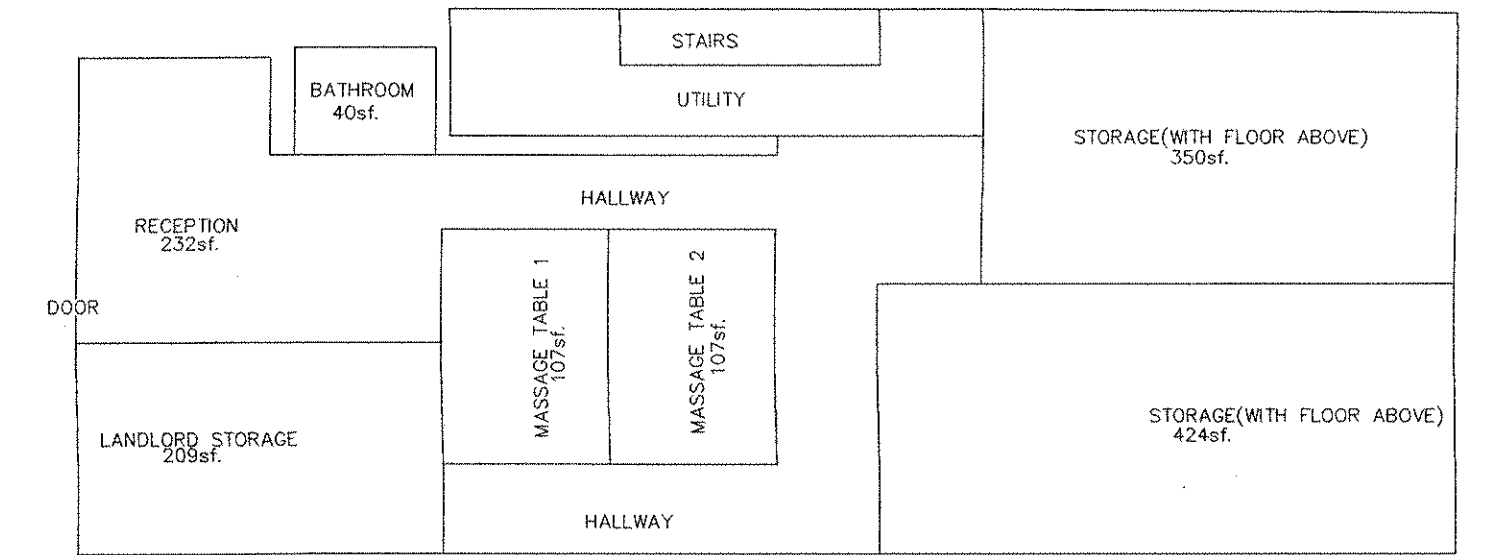 STAIRS
BATHROOM
40sf.
UTILITY
STORAGE(WITH FLOOR ABOVE)
350sf.
HALLWAY
RECEPTION
232sf.
DOOR
MASSAGE TABLE 1
107sf.
MASSAGE TABLE 2
107sf.
LANDLORD STORAGE
209sf.
STORAGE(WITH FLOOR ABOVE)
424sf.
HALLWAY